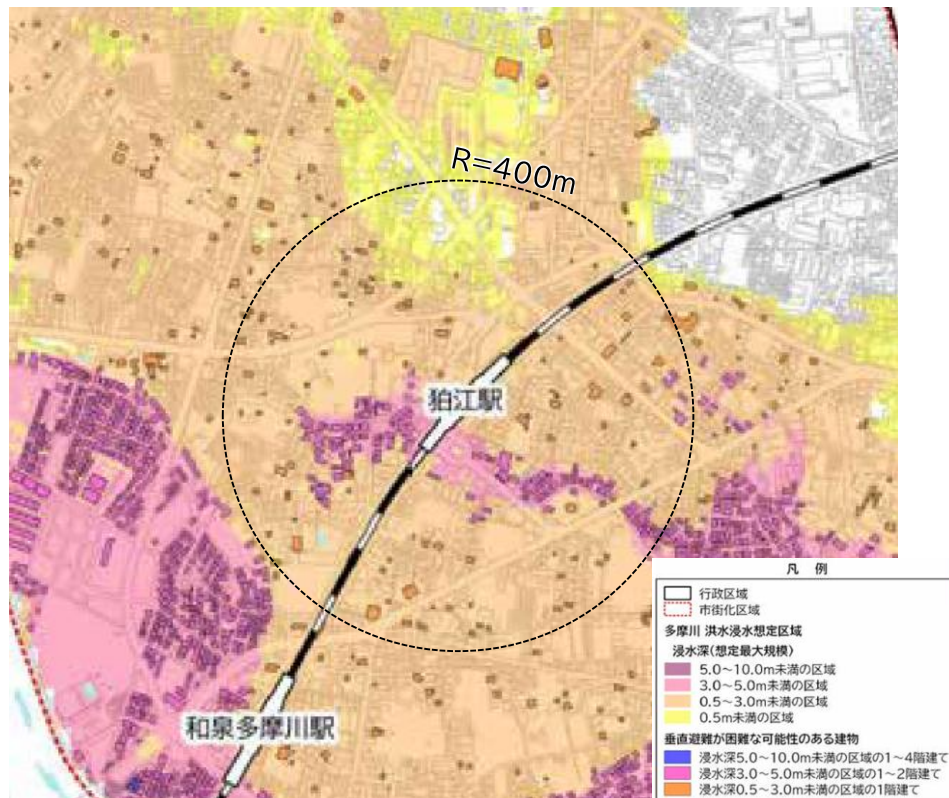 R=400m
狛江駅
和泉多摩川駅
凡 例
行政区域
市街化区域
多摩川 洪水浸水想定区域
浸水深(想定最大規模)
5.0~10.0m未満の区域
3.0~5.0m未満の区域
0.5~3.0m未満の区域
0.5m未満の区域
垂直避難が困難な可能性のある建物
浸水深5.0~10.0m未満の区域の1~4階建て
浸水深3.0~5.0m未満の区域の1~2階建て
浸水深0.5~3.0m未満の区域の1階建て